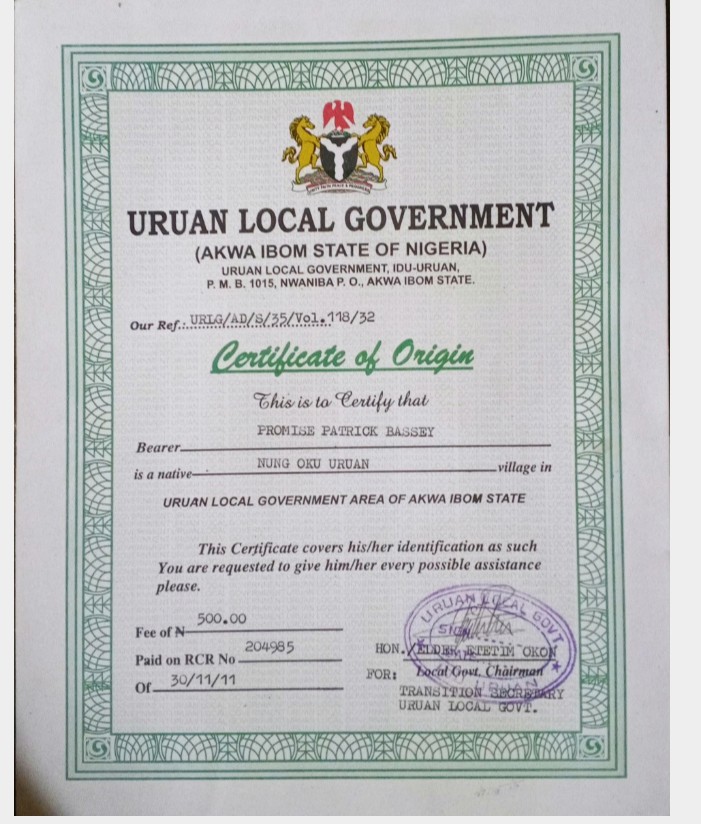 URUAN LOCAL GOVERNMENT
(AKWA IBOM STATE OF NIGERIA)
URUAN LOCAL GOVERNMENT, IDU-URUAN,
P. M. B. 1015, NWANIBA P. O., AKWA IBOM STATE.
Our Ref.: URLG/AD/S/35/Vol.118/32
Certificate of Origin
This is to Certify that
PROMISE PATRICK BASSEY
Bearer
NUNG OKU URUAN
is a native village in
URUAN LOCAL GOVERNMENT AREA OF AKWA IBOM STATE
This Certificate covers his/her identification as such
You are requested to give him/her every possible assistance
please.
Fee of ₦ 500.00
Paid on RCR No 204985
Of 30/11/11
URUAN LOCAL GOVT
SIGN
HON. ELDER ETETIM OKON
FOR: Local Govt. Chairman
TRANSITION SECRETARY
URUAN LOCAL GOVT.